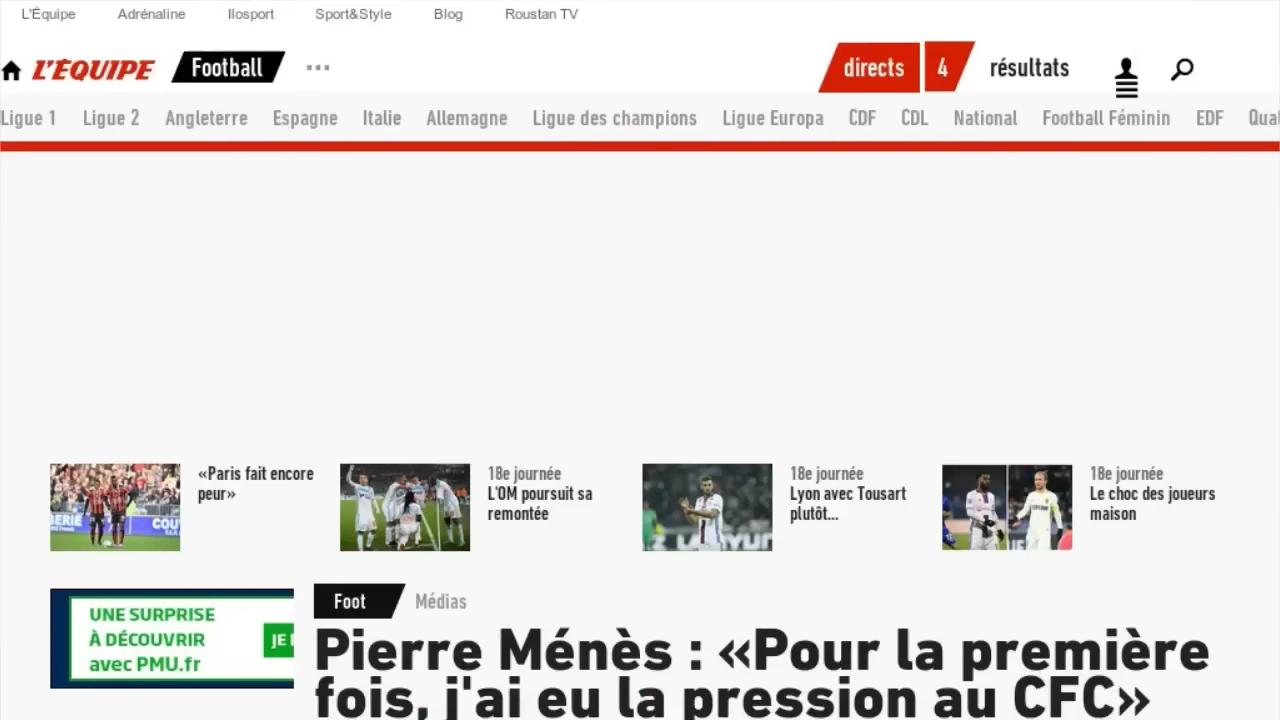 L'Équipe Adrénaline Ilosport Sport&Style Blog Roustan TV
L'ÉQUIPE Football ... directs 4 résultats
Ligue 1 Ligue 2 Angleterre Espagne Italie Allemagne Ligue des champions Ligue Europa CDF CDL National Football Féminin EDF Qua
«Paris fait encore
peur»
18e journée
L'OM poursuit sa
remontée
18e journée
Lyon avec Tousart
plutôt...
18e journée
Le choc des joueurs
maison
UNE SURPRISE
À DÉCOUVRIR
avec PMU.fr
JE
Foot Médias
Pierre Ménès : «Pour la première
fois, j'ai eu la pression au CFC»